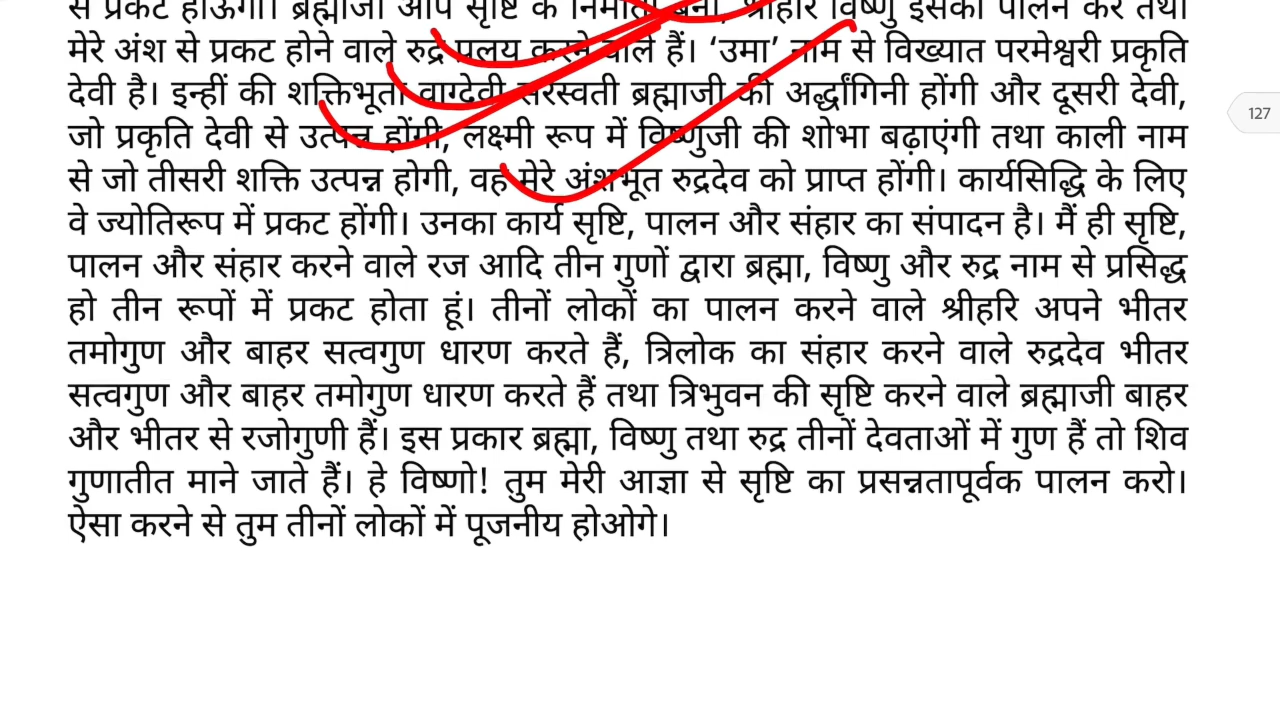 से प्रकट होऊंगा। ब्रह्माजी आप सृष्टि के निर्माता बनो, श्रीहरि विष्णु इसका पालन करें तथा
मेरे अंश से प्रकट होने वाले रुद्र प्रलय करने वाले हैं। ‘उमा’ नाम से विख्यात परमेश्वरी प्रकृति
देवी है। इन्हीं की शक्तिभूता वाग्देवी सरस्वती ब्रह्माजी की अर्द्धांगिनी होंगी और दूसरी देवी,
जो प्रकृति देवी से उत्पन्न होंगी, लक्ष्मी रूप में विष्णुजी की शोभा बढ़ाएंगी तथा काली नाम
से जो तीसरी शक्ति उत्पन्न होगी, वह मेरे अंशभूत रुद्रदेव को प्राप्त होंगी। कार्यसिद्धि के लिए
वे ज्योतिरूप में प्रकट होंगी। उनका कार्य सृष्टि, पालन और संहार का संपादन है। मैं ही सृष्टि,
पालन और संहार करने वाले रज आदि तीन गुणों द्वारा ब्रह्मा, विष्णु और रुद्र नाम से प्रसिद्ध
हो तीन रूपों में प्रकट होता हूं। तीनों लोकों का पालन करने वाले श्रीहरि अपने भीतर
तमोगुण और बाहर सत्वगुण धारण करते हैं, त्रिलोक का संहार करने वाले रुद्रदेव भीतर
सत्वगुण और बाहर तमोगुण धारण करते हैं तथा त्रिभुवन की सृष्टि करने वाले ब्रह्माजी बाहर
और भीतर से रजोगुणी हैं। इस प्रकार ब्रह्मा, विष्णु तथा रुद्र तीनों देवताओं में गुण हैं तो शिव
गुणातीत माने जाते हैं। हे विष्णो! तुम मेरी आज्ञा से सृष्टि का प्रसन्नतापूर्वक पालन करो।
ऐसा करने से तुम तीनों लोकों में पूजनीय होओगे।
127